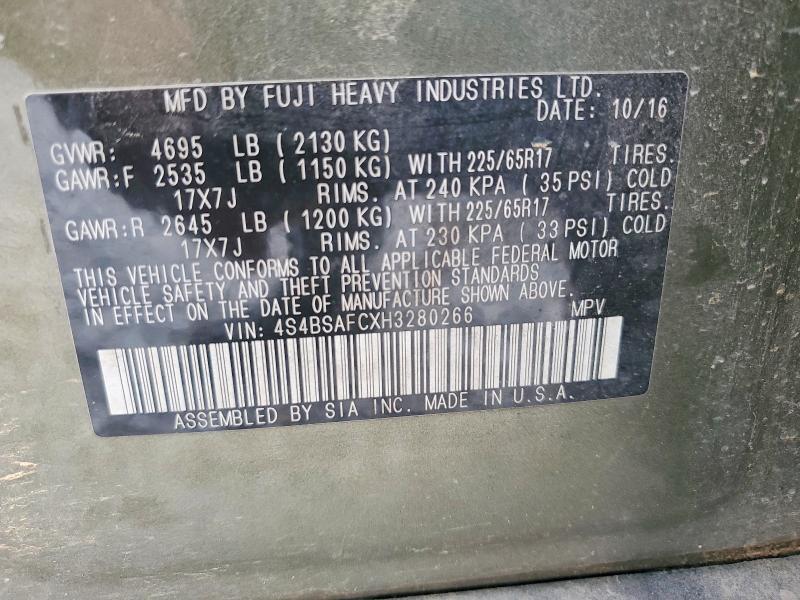 MFD BY FUJI HEAVY INDUSTRIES LTD.
DATE: 10/16
GVWR: 4695 LB ( 2130 KG)
GAWR:F 2535 LB ( 1150 KG) WITH 225/65R17 TIRES.
17X7J RIMS. AT 240 KPA ( 35 PSI) COLD
GAWR:R 2645 LB ( 1200 KG) WITH 225/65R17 TIRES.
17X7J RIMS. AT 230 KPA ( 33 PSI) COLD
THIS VEHICLE CONFORMS TO ALL APPLICABLE FEDERAL MOTOR
VEHICLE SAFETY AND THEFT PREVENTION STANDARDS
IN EFFECT ON THE DATE OF MANUFACTURE SHOWN ABOVE.
VIN: 4S4BSAFCXH3280266 MPV
ASSEMBLED BY SIA INC. MADE IN U.S.A.